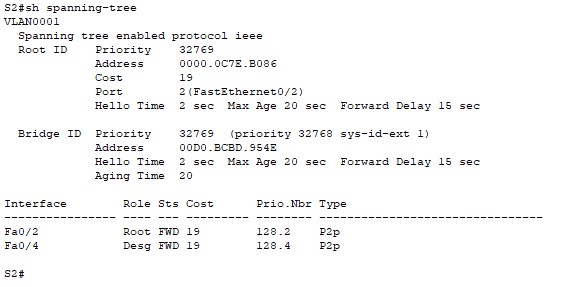 S2#sh spanning-tree
VLAN0001
  Spanning tree enabled protocol ieee
  Root ID    Priority    32769
             Address     0000.0C7E.B086
             Cost        19
             Port        2(FastEthernet0/2)
             Hello Time  2 sec  Max Age 20 sec  Forward Delay 15 sec

  Bridge ID  Priority    32769  (priority 32768 sys-id-ext 1)
             Address     00D0.BCBD.954E
             Hello Time  2 sec  Max Age 20 sec  Forward Delay 15 sec
             Aging Time  20

Interface        Role Sts Cost      Prio.Nbr Type
---------------- ---- --- --------- -------- --------------------------------
Fa0/2            Root FWD 19        128.2    P2p
Fa0/4            Desg FWD 19        128.4    P2p

S2#